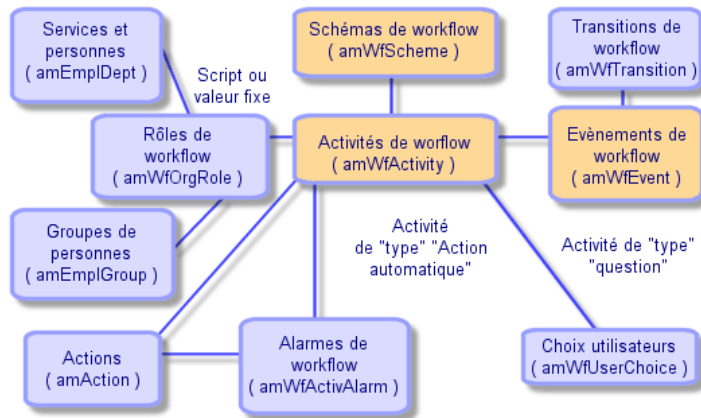 Services et
personnes
( amEmplDept )
Schémas de workflow
( amWfScheme )
Transitions de
workflow
( amWfTransition )
Script ou
valeur fixe
Rôles de
workflow
( amWfOrgRole )
Activités de worflow
( amWfActivity )
Evènements de
workflow
( amWfEvent )
Groupes de
personnes
( amEmplGroup )
Activité
de "type" "Action
automatique"
Activité de "type"
"question"
Actions
( amAction )
Alarmes de
workflow
( amWfActivAlarm )
Choix utilisateurs
( amWfUserChoice )